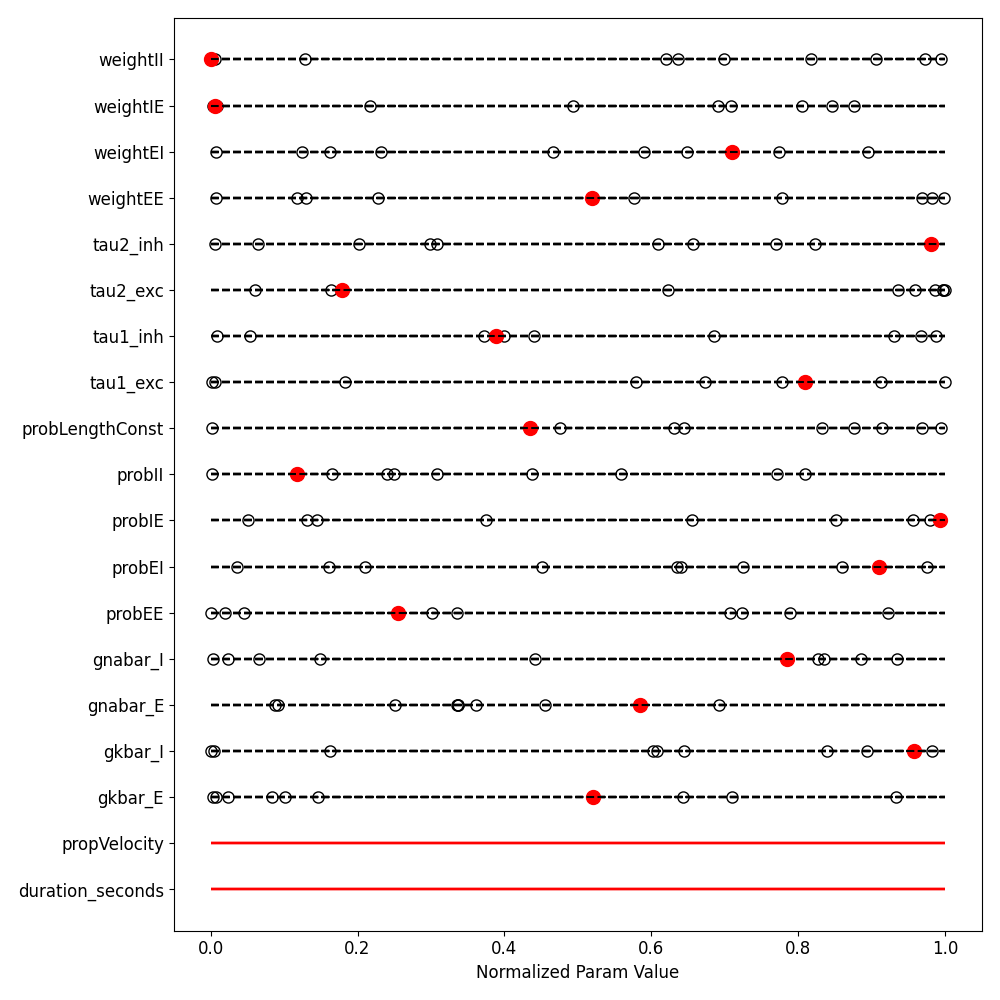 weightII
weightIE
weightEI
weightEE
tau2_inh
tau2_exc
tau1_inh
tau1_exc
probLengthConst
probII
probIE
probEI
probEE
gnabar_I
gnabar_E
gkbar_I
gkbar_E
propVelocity
duration_seconds
0.0 0.2 0.4 0.6 0.8 1.0
Normalized Param Value